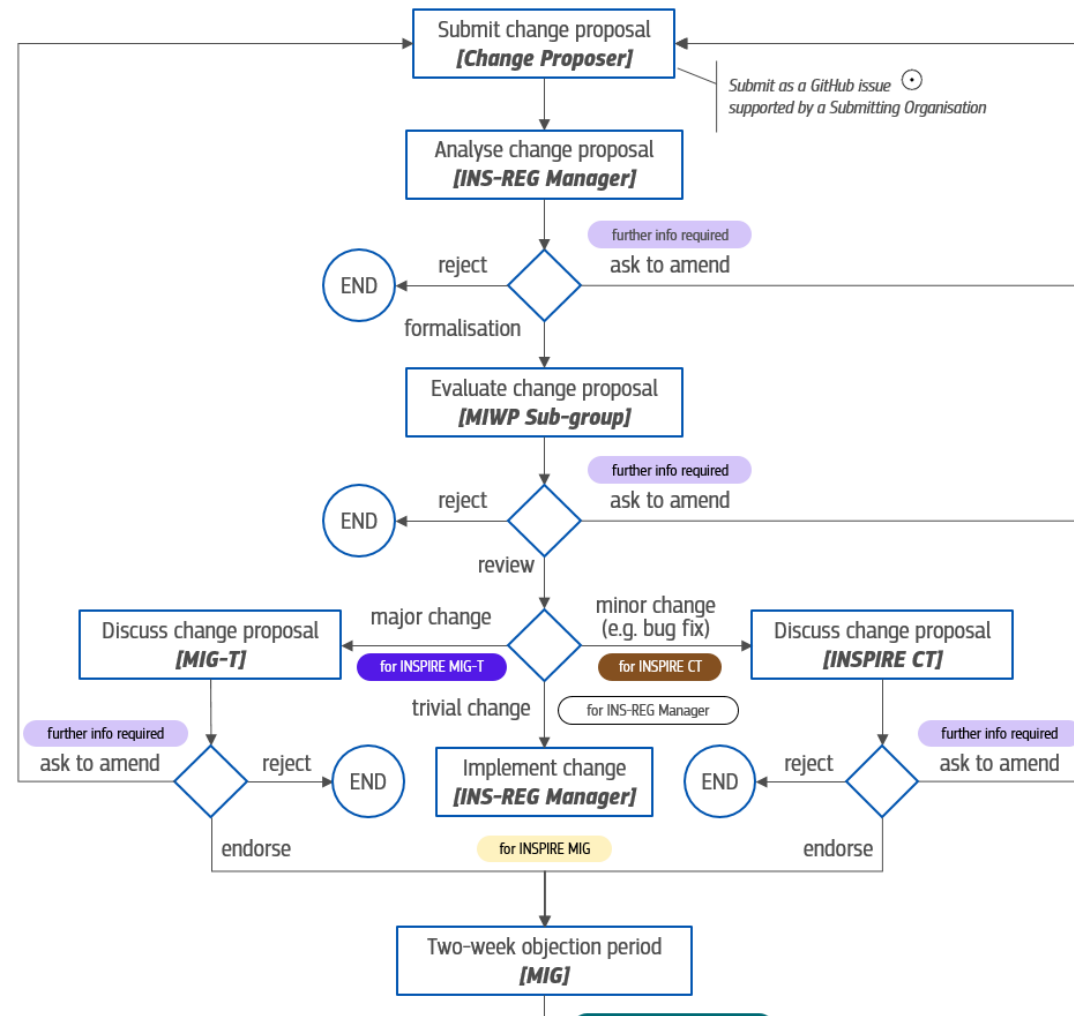 Submit change proposal
[Change Proposer]
Submit as a GitHub issue
supported by a Submitting Organisation
Analyse change proposal
[INS-REG Manager]
further info required
reject
ask to amend
END
formalisation
Evaluate change proposal
[MIWP Sub-group]
further info required
reject
ask to amend
END
review
major change
minor change
(e.g. bug fix)
Discuss change proposal
[MIG-T]
for INSPIRE MIG-T
for INSPIRE CT
Discuss change proposal
[INSPIRE CT]
trivial change
for INS-REG Manager
further info required
ask to amend
reject
END
Implement change
[INS-REG Manager]
END
reject
further info required
ask to amend
endorse
for INSPIRE MIG
endorse
Two-week objection period
[MIG]